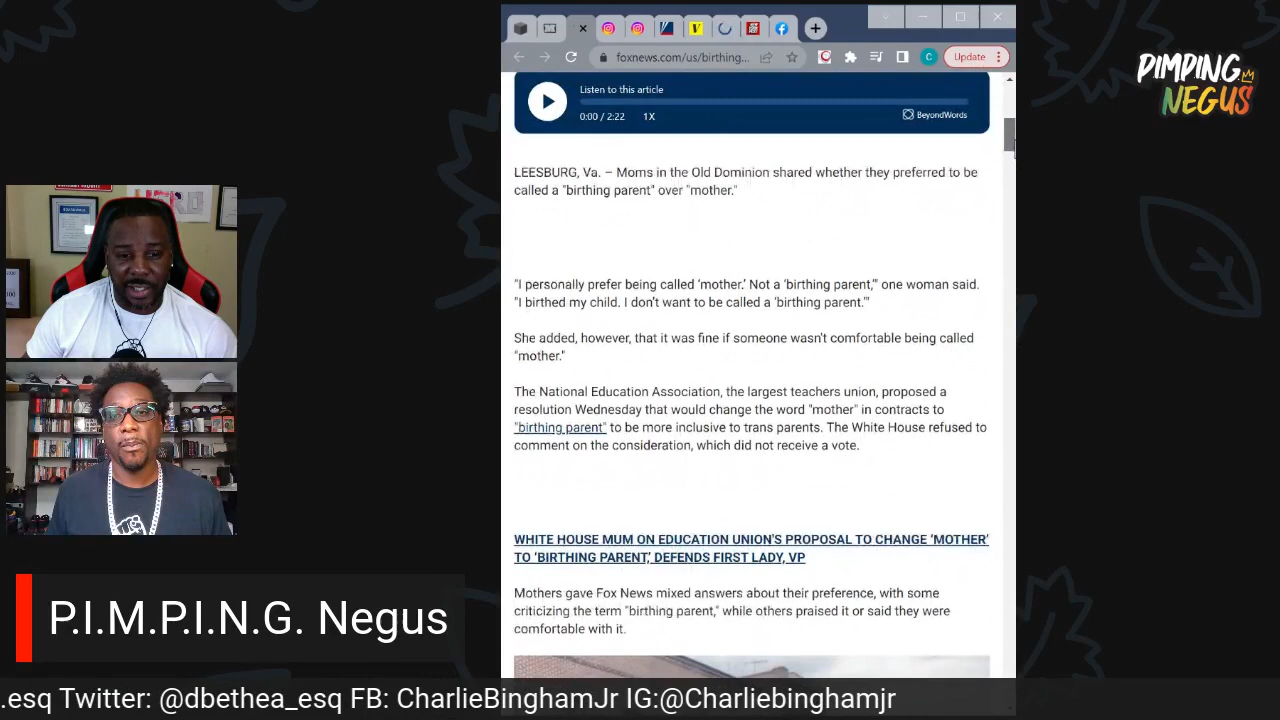 PIMPING
NEGUS
foxnews.com/us/birthing...
C
Update
Listen to this article
0:00 / 2:22
1X
BeyondWords
LEESBURG, Va. – Moms in the Old Dominion shared whether they preferred to be
called a "birthing parent" over "mother."
"I personally prefer being called ‘mother.’ Not a ‘birthing parent,’" one woman said.
"I birthed my child. I don't want to be called a ‘birthing parent.’"
She added, however, that it was fine if someone wasn't comfortable being called
"mother."
The National Education Association, the largest teachers union, proposed a
resolution Wednesday that would change the word "mother" in contracts to
"birthing parent" to be more inclusive to trans parents. The White House refused to
comment on the consideration, which did not receive a vote.
WHITE HOUSE MUM ON EDUCATION UNION'S PROPOSAL TO CHANGE ‘MOTHER’
TO ‘BIRTHING PARENT,’ DEFENDS FIRST LADY, VP
Mothers gave Fox News mixed answers about their preference, with some
criticizing the term "birthing parent," while others praised it or said they were
comfortable with it.
P.I.M.P.I.N.G. Negus
.esq Twitter: @dbethea_esq FB: CharlieBinghamJr IG:@Charliebinghamjr